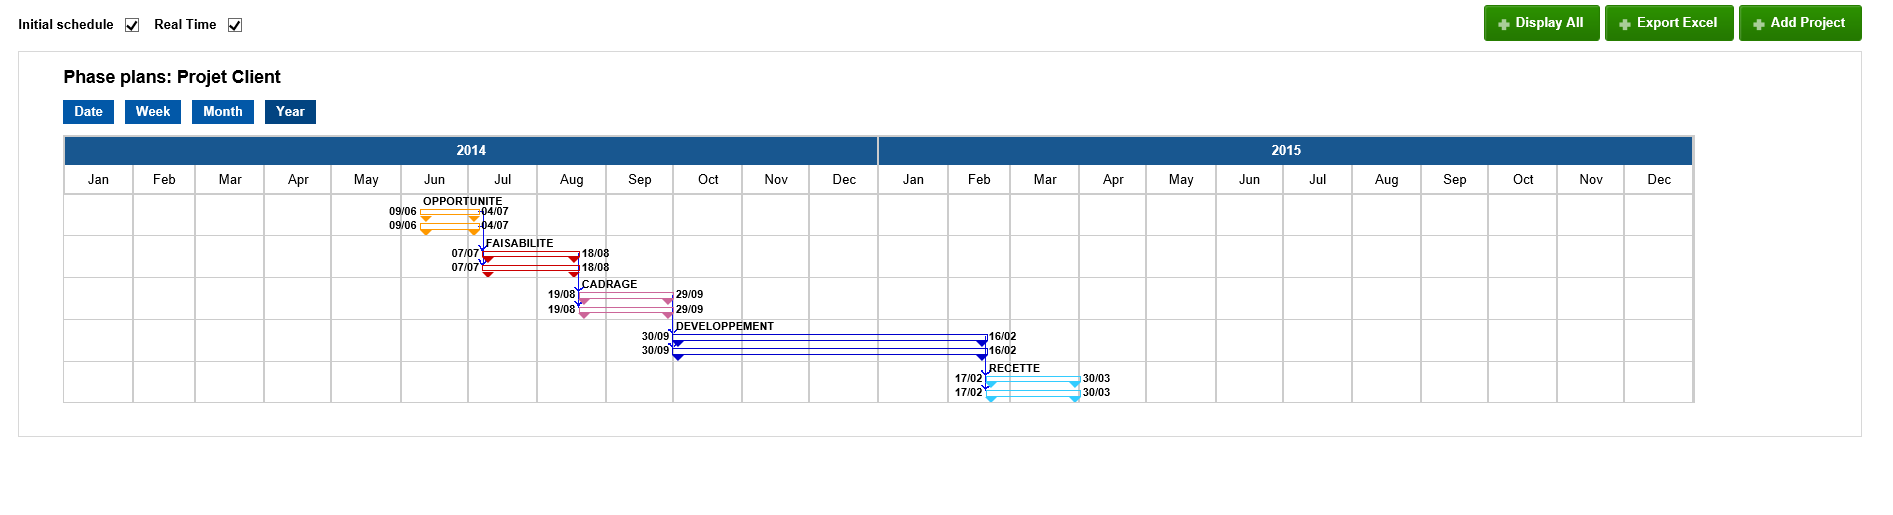 Initial schedule Real Time Display All Export Excel Add Project
Phase plans: Projet Client
Date Week Month Year
2014 2015
Jan Feb Mar Apr May Jun Jul Aug Sep Oct Nov Dec Jan Feb Mar Apr May Jun Jul Aug Sep Oct Nov Dec
OPPORTUNITE
09/06 04/07
09/06 04/07
FAISABILITE
07/07 18/08
07/07 18/08
CADRAGE
19/08 29/09
19/08 29/09
DEVELOPPEMENT
30/09 16/02
30/09 16/02
RECETTE
17/02 30/03
17/02 30/03